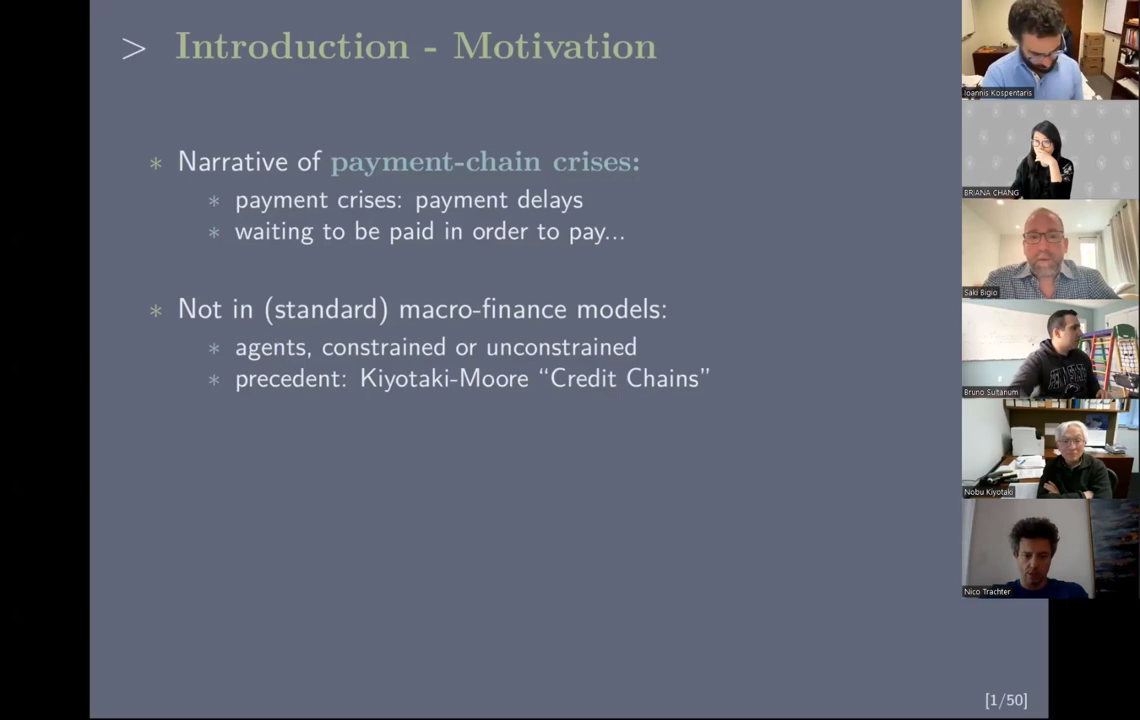 > Introduction - Motivation
* Narrative of payment-chain crises:
* payment crises: payment delays
* waiting to be paid in order to pay...
* Not in (standard) macro-finance models:
* agents, constrained or unconstrained
* precedent: Kiyotaki-Moore “Credit Chains”
[1/50]
Ioannis Kospentaris
BRIANA CHANG
Saki Bigio
Bruno Sultanum
Nobu Kiyotaki
Nico Trachter